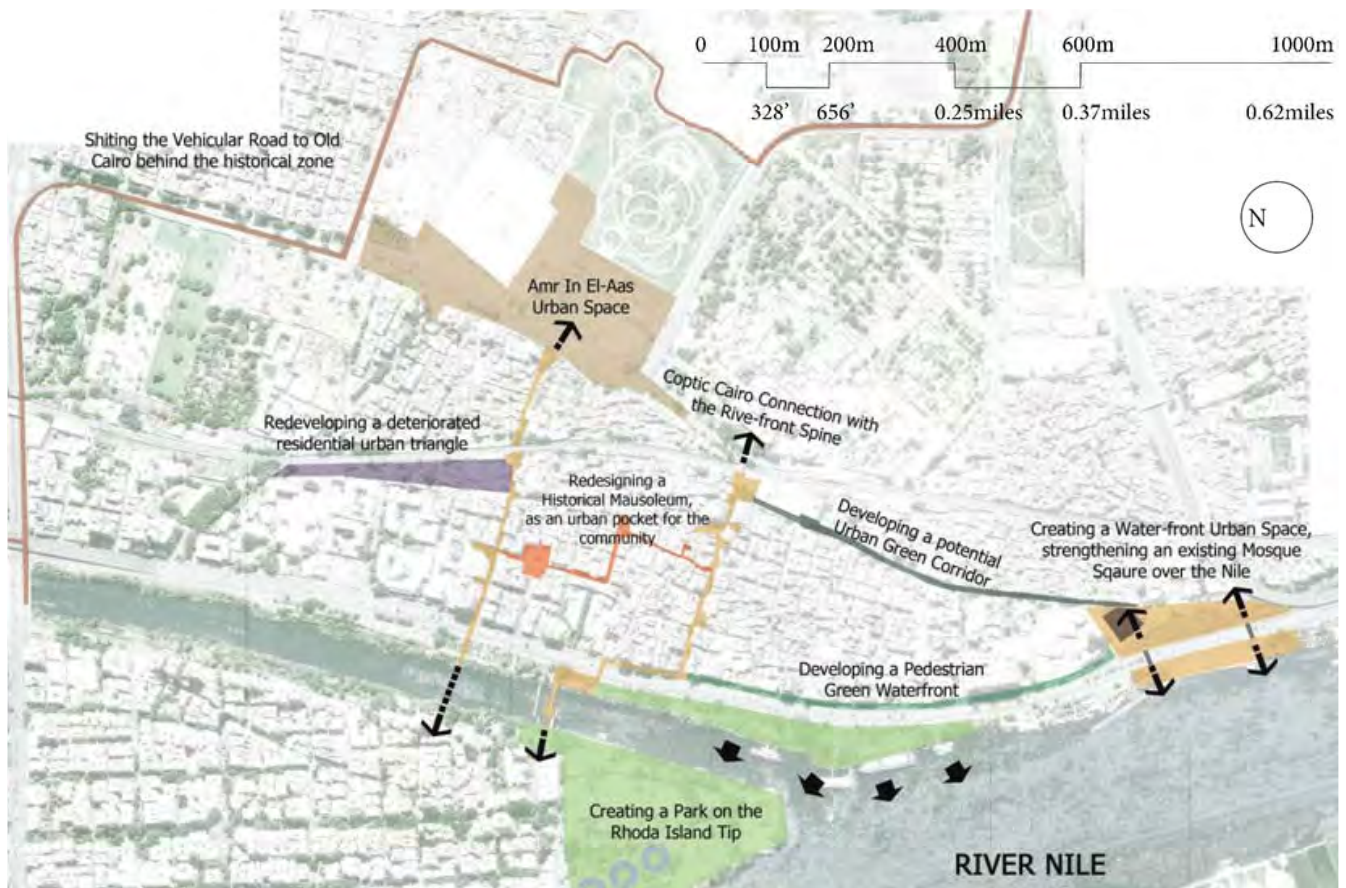 0 100m 200m 400m 600m 1000m
328' 656' 0.25miles 0.37miles 0.62miles
Shiting the Vehicular Road to Old
Cairo behind the historical zone
N
Amr In El-Aas
Urban Space
Coptic Cairo Connection with
the Rive-front Spine
Redeveloping a deteriorated
residential urban triangle
Redesigning a
Historical Mausoleum,
as an urban pocket for the
community
Developing a potential
Urban Green Corridor
Creating a Water-front Urban Space,
strengthening an existing Mosque
Sqaure over the Nile
Developing a Pedestrian
Green Waterfront
Creating a Park on the
Rhoda Island Tip
RIVER NILE